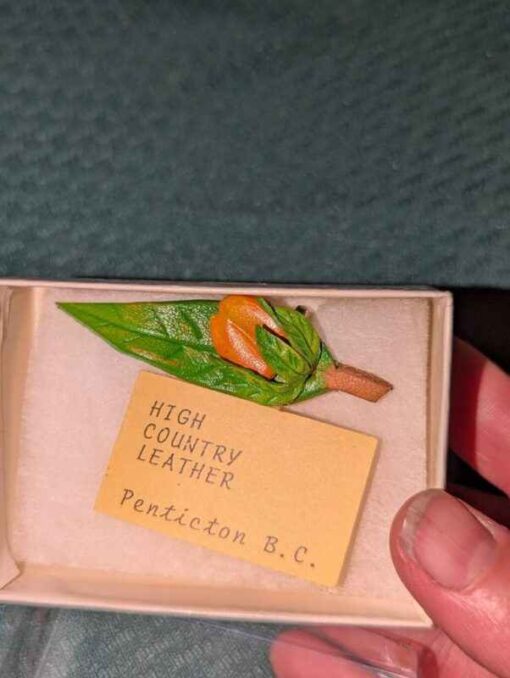 HIGH
COUNTRY
LEATHER
Penticton B.C.